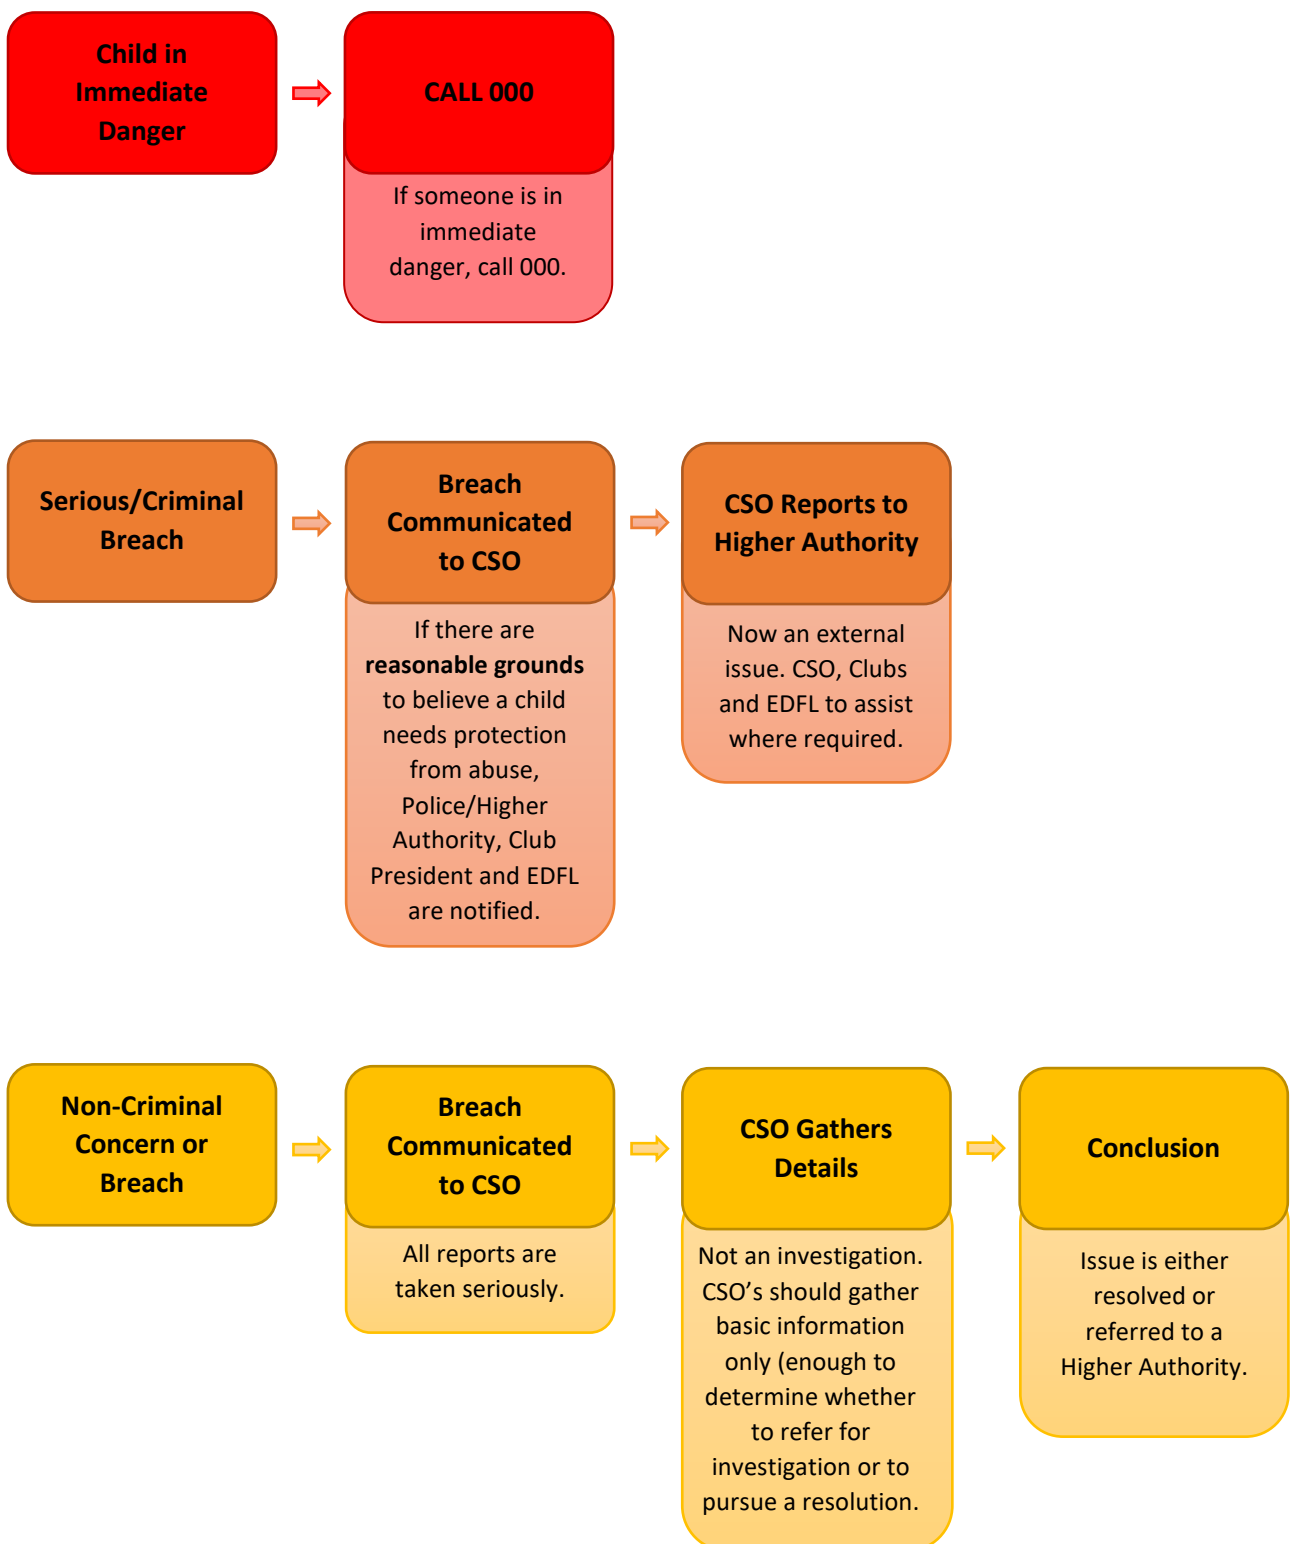 Child in
Immediate
Danger
CALL 000
If someone is in
immediate
danger, call 000.
Serious/Criminal
Breach
Breach
Communicated
to CSO
If there are
reasonable grounds
to believe a child
needs protection
from abuse,
Police/Higher
Authority, Club
President and EDFL
are notified.
CSO Reports to
Higher Authority
Now an external
issue. CSO, Clubs
and EDFL to assist
where required.
Non-Criminal
Concern or
Breach
Breach
Communicated
to CSO
All reports are
taken seriously.
CSO Gathers
Details
Not an investigation.
CSO’s should gather
basic information
only (enough to
determine whether
to refer for
investigation or to
pursue a resolution.
Conclusion
Issue is either
resolved or
referred to a
Higher Authority.